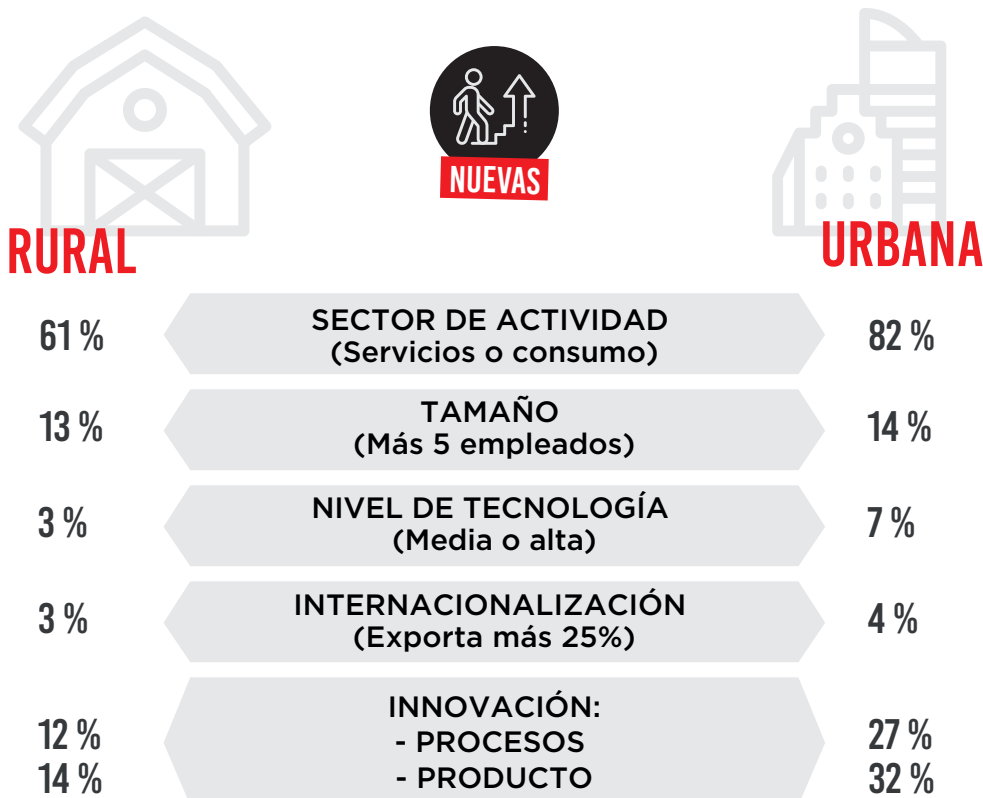 NUEVAS
RURAL
URBANA
61 %
SECTOR DE ACTIVIDAD
(Servicios o consumo)
82 %
13 %
TAMAÑO
(Más 5 empleados)
14 %
3 %
NIVEL DE TECNOLOGÍA
(Media o alta)
7 %
3 %
INTERNACIONALIZACIÓN
(Exporta más 25%)
4 %
INNOVACIÓN:
12 %
- PROCESOS
27 %
14 %
- PRODUCTO
32 %